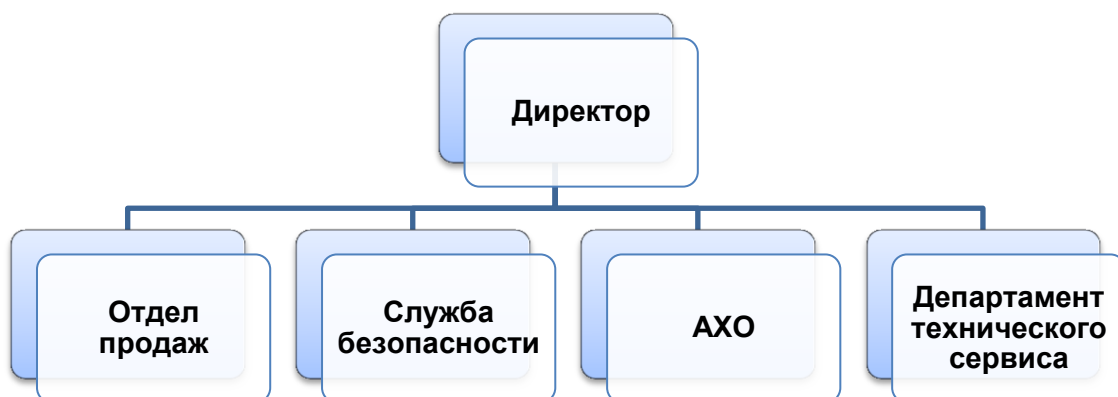 Директор
Отдел
продаж
Служба
безопасности
АХО
Департамент
технического
сервиса